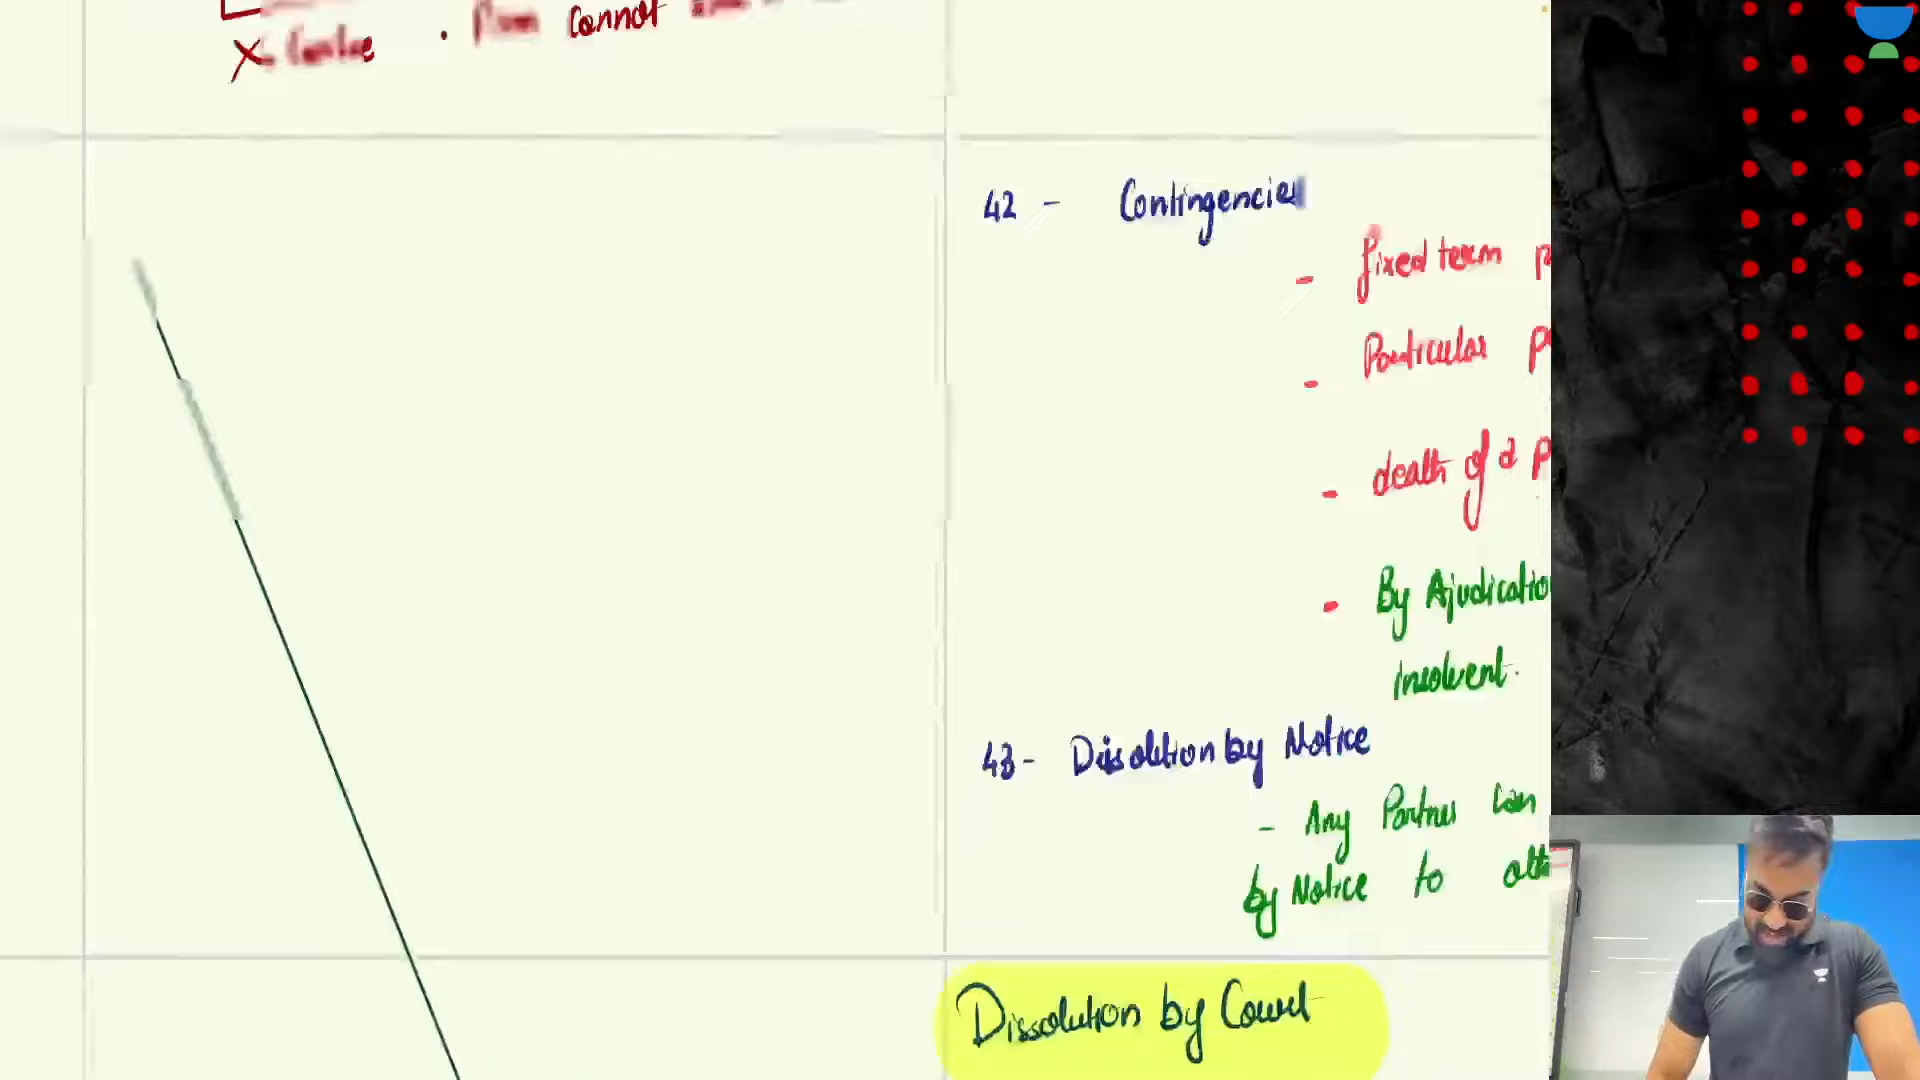 cannot
42 - Contingencies
- fixed term
- Particular
- death of a
- By Ajudicatio
insolvent.
43 - Dissolution by Notice
- Any Partner can
by Notice to oth
Dissolution by Court